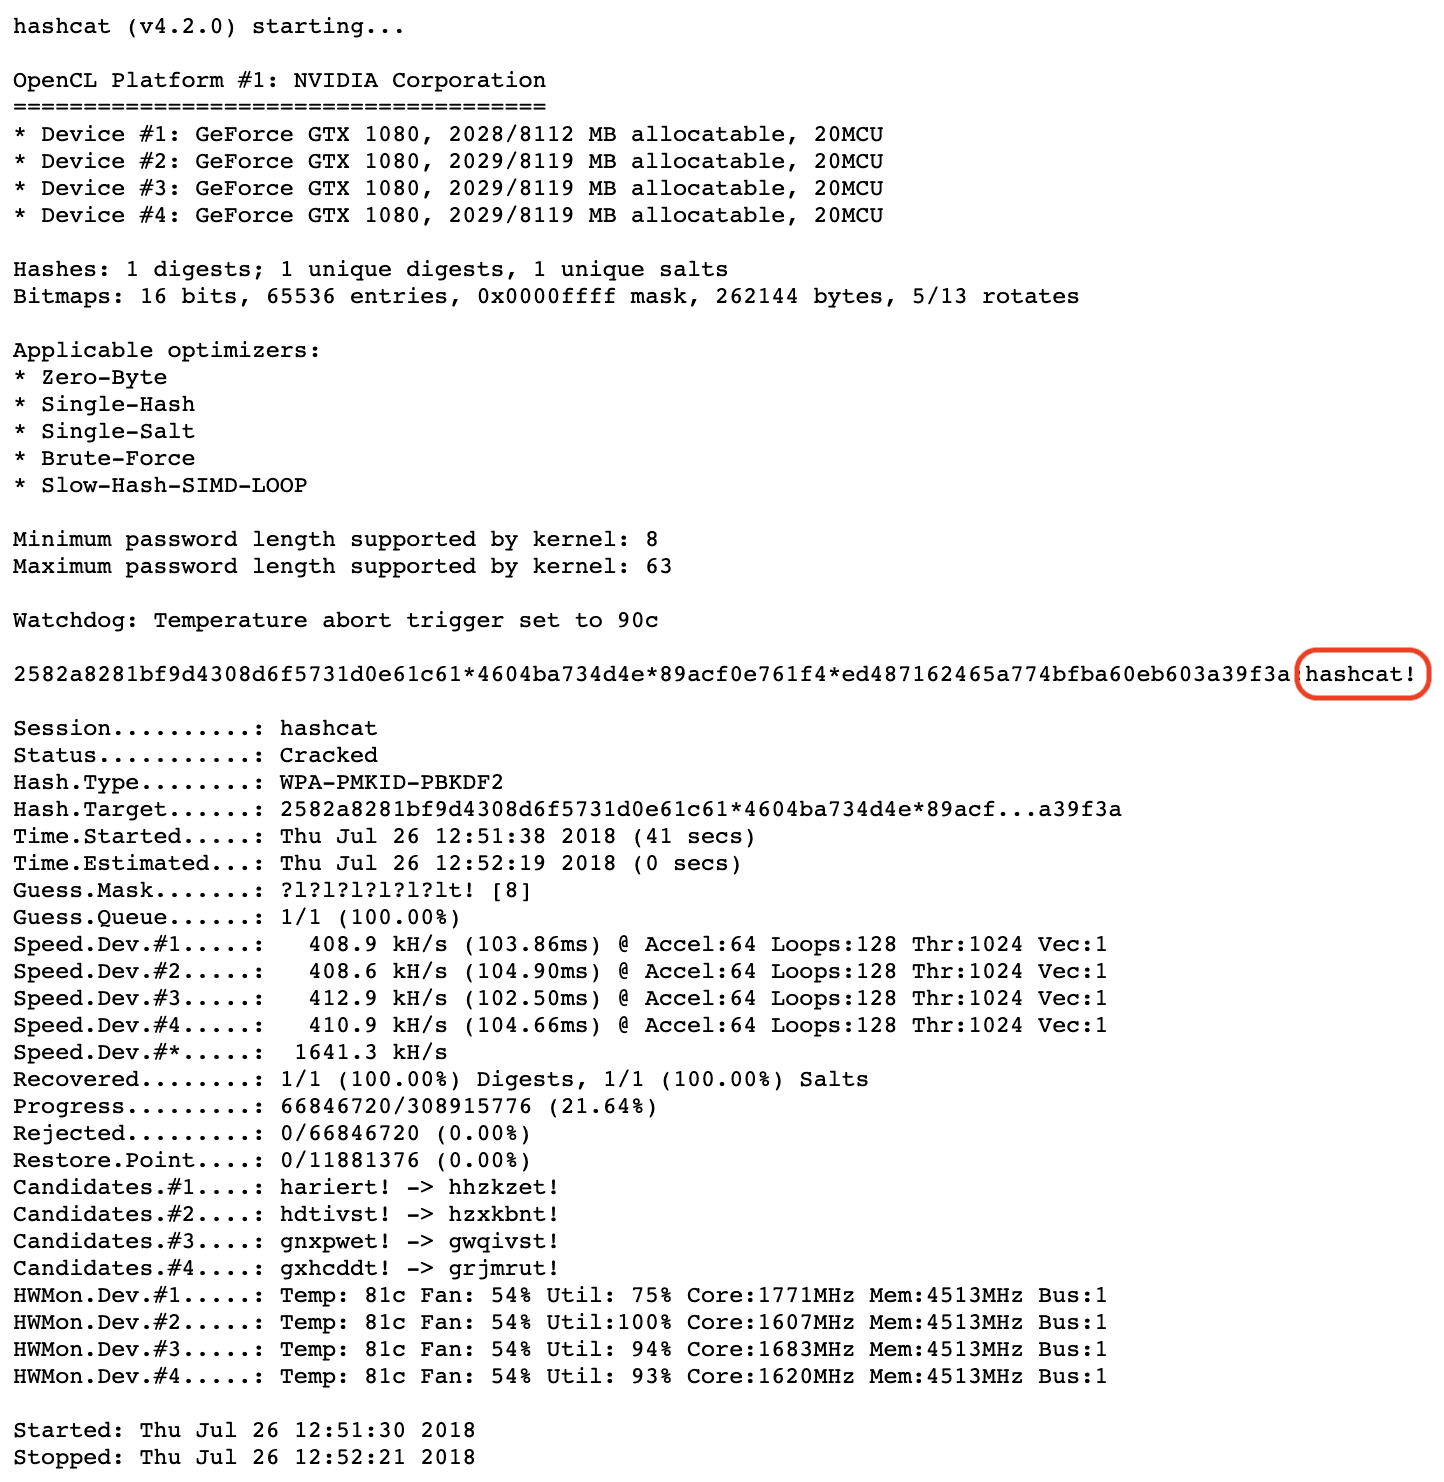 hashcat (v4.2.0) starting...
OpenCL Platform #1: NVIDIA Corporation
======================================
* Device #1: GeForce GTX 1080, 2028/8112 MB allocatable, 20MCU
* Device #2: GeForce GTX 1080, 2029/8119 MB allocatable, 20MCU
* Device #3: GeForce GTX 1080, 2029/8119 MB allocatable, 20MCU
* Device #4: GeForce GTX 1080, 2029/8119 MB allocatable, 20MCU
Hashes: 1 digests; 1 unique digests, 1 unique salts
Bitmaps: 16 bits, 65536 entries, 0x0000ffff mask, 262144 bytes, 5/13 rotates
Applicable optimizers:
* Zero-Byte
* Single-Hash
* Single-Salt
* Brute-Force
* Slow-Hash-SIMD-LOOP
Minimum password length supported by kernel: 8
Maximum password length supported by kernel: 63
Watchdog: Temperature abort trigger set to 90c
2582a8281bf9d4308d6f5731d0e61c61*4604ba734d4e*89acf0e761f4*ed487162465a774bfba60eb603a39f3a:hashcat!
Session..........: hashcat
Status...........: Cracked
Hash.Type........: WPA-PMKID-PBKDF2
Hash.Target......: 2582a8281bf9d4308d6f5731d0e61c61*4604ba734d4e*89acf...a39f3a
Time.Started.....: Thu Jul 26 12:51:38 2018 (41 secs)
Time.Estimated...: Thu Jul 26 12:52:19 2018 (0 secs)
Guess.Mask.......: ?l?l?l?l?l?lt! [8]
Guess.Queue......: 1/1 (100.00%)
Speed.Dev.#1.....:   408.9 kH/s (103.86ms) @ Accel:64 Loops:128 Thr:1024 Vec:1
Speed.Dev.#2.....:   408.6 kH/s (104.90ms) @ Accel:64 Loops:128 Thr:1024 Vec:1
Speed.Dev.#3.....:   412.9 kH/s (102.50ms) @ Accel:64 Loops:128 Thr:1024 Vec:1
Speed.Dev.#4.....:   410.9 kH/s (104.66ms) @ Accel:64 Loops:128 Thr:1024 Vec:1
Speed.Dev.#*.....:  1641.3 kH/s
Recovered........: 1/1 (100.00%) Digests, 1/1 (100.00%) Salts
Progress.........: 66846720/308915776 (21.64%)
Rejected.........: 0/66846720 (0.00%)
Restore.Point....: 0/11881376 (0.00%)
Candidates.#1....: hariert! -> hhzkzet!
Candidates.#2....: hdtivst! -> hzxkbnt!
Candidates.#3....: gnxpwet! -> gwqivst!
Candidates.#4....: gxhcddt! -> grjmrut!
HWMon.Dev.#1.....: Temp: 81c Fan: 54% Util: 75% Core:1771MHz Mem:4513MHz Bus:1
HWMon.Dev.#2.....: Temp: 81c Fan: 54% Util:100% Core:1607MHz Mem:4513MHz Bus:1
HWMon.Dev.#3.....: Temp: 81c Fan: 54% Util: 94% Core:1683MHz Mem:4513MHz Bus:1
HWMon.Dev.#4.....: Temp: 81c Fan: 54% Util: 93% Core:1620MHz Mem:4513MHz Bus:1
Started: Thu Jul 26 12:51:30 2018
Stopped: Thu Jul 26 12:52:21 2018